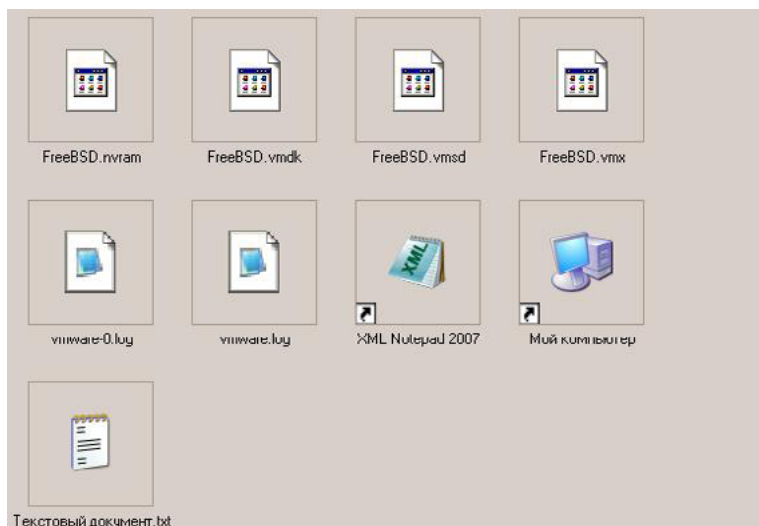 FreeBSD.nvram FreeBSD.vmdk FreeBSD.vmsd FreeBSD.vmx
vmware-0.log vmware.log XML Notepad 2007 Мой компьютер
Текстовый документ.txt